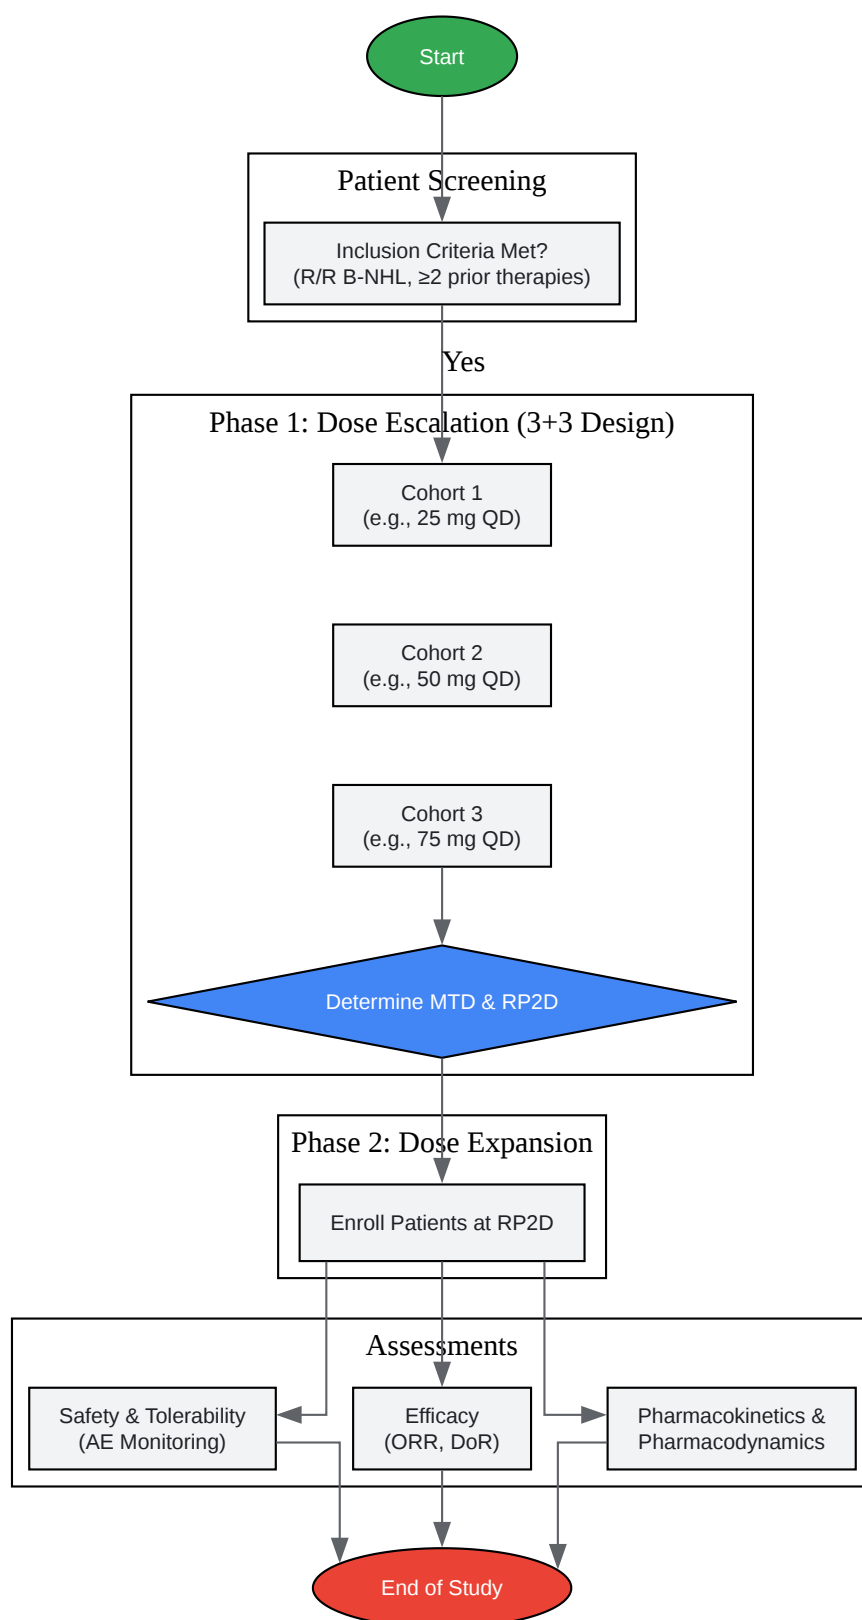 Start
Patient Screening
Inclusion Criteria Met?
(R/R B-NHL, ≥2 prior therapies)
Yes
Phase 1: Dose Escalation (3+3 Design)
Cohort 1
(e.g., 25 mg QD)
Cohort 2
(e.g., 50 mg QD)
Cohort 3
(e.g., 75 mg QD)
Determine MTD & RP2D
Phase 2: Dose Expansion
Enroll Patients at RP2D
Assessments
Safety & Tolerability
(AE Monitoring)
Efficacy
(ORR, DoR)
Pharmacokinetics &
Pharmacodynamics
End of Study